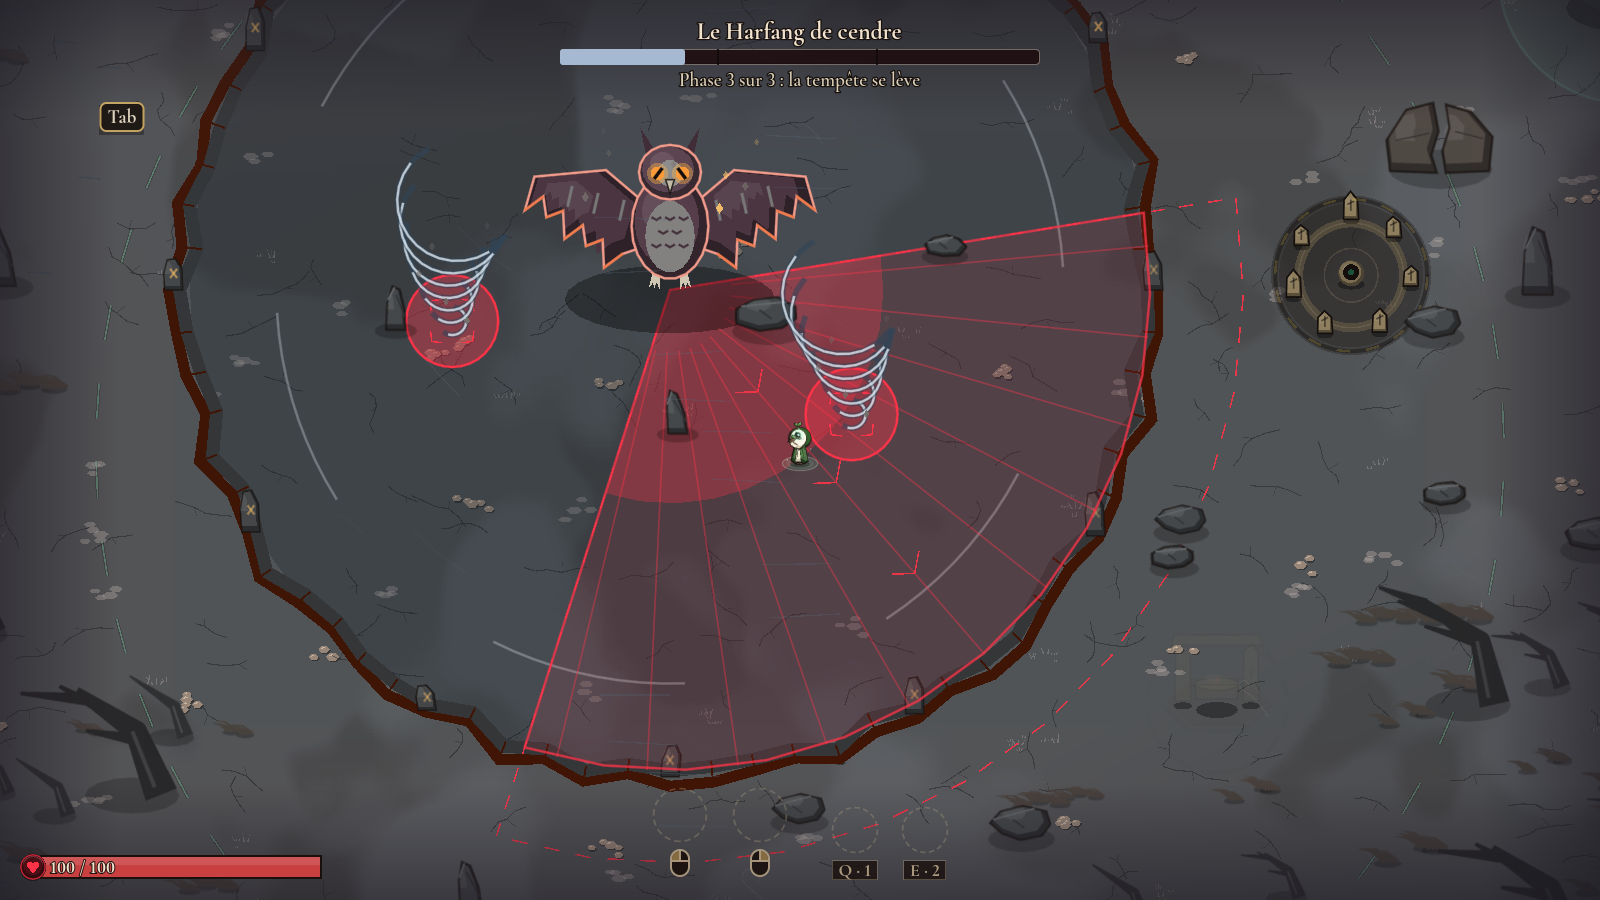 Le Harfang de cendre
Phase 3 sur 3 : la tempête se lève
Tab
100 / 100
Q · 1
E · 2